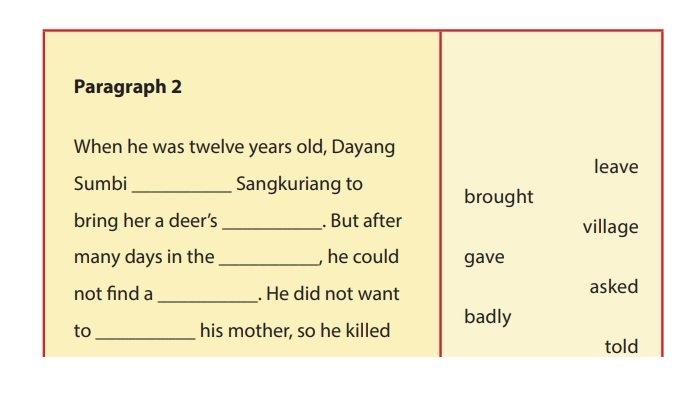 Paragraph 2
When he was twelve years old, Dayang
Sumbi __________ Sangkuriang to
bring her a deer’s __________. But after
many days in the __________, he could
not find a __________. He did not want
to __________ his mother, so he killed
leave
brought
village
gave
asked
badly
told